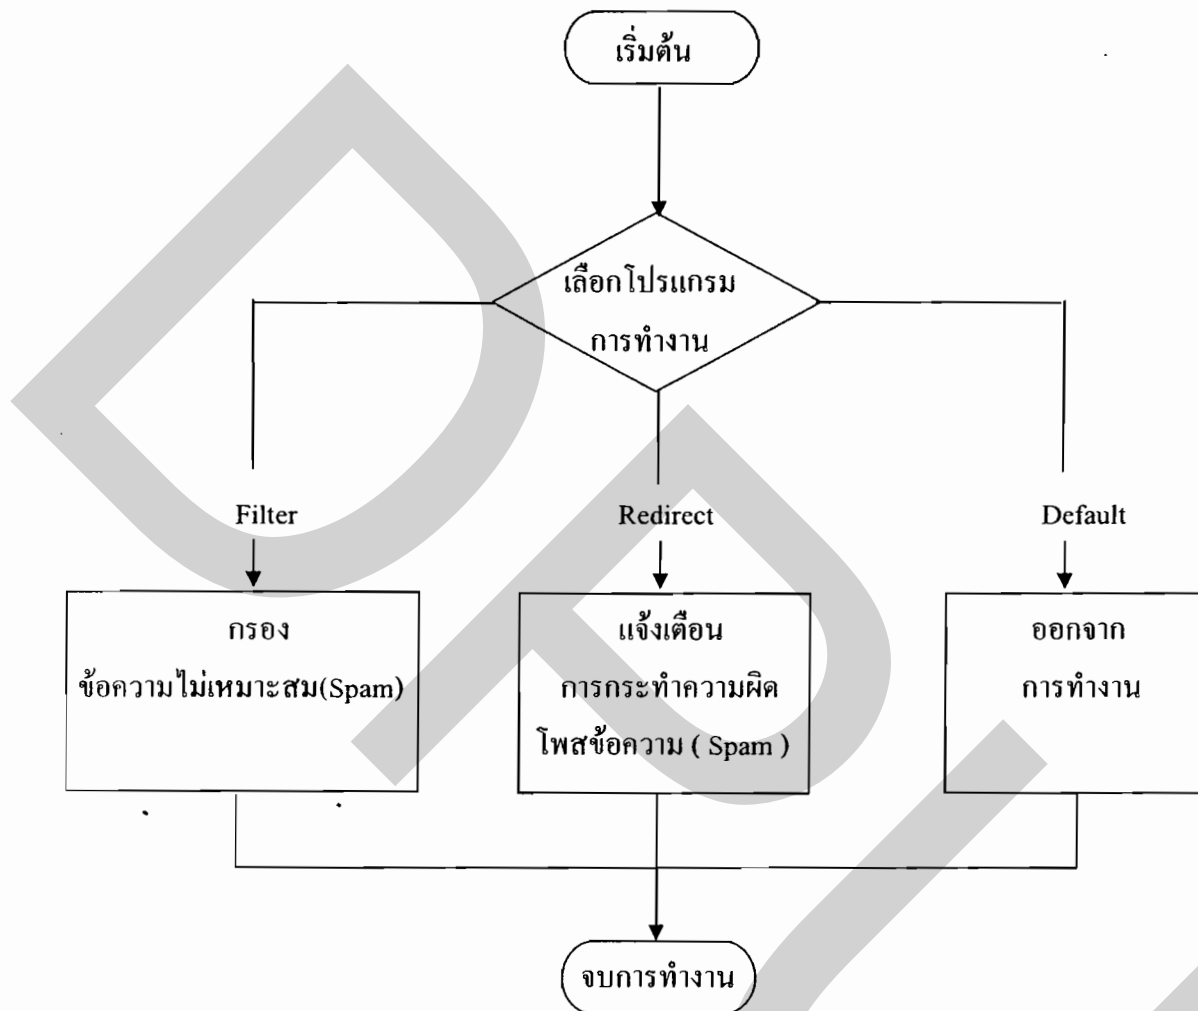 เริ่มต้น
เลือกโปรแกรม
การทำงาน
Filter
Redirect
Default
กรอง
ข้อความไม่เหมาะสม(Spam)
แจ้งเตือน
การกระทำความผิด
โพสข้อความ ( Spam )
ออกจาก
การทำงาน
จบการทำงาน